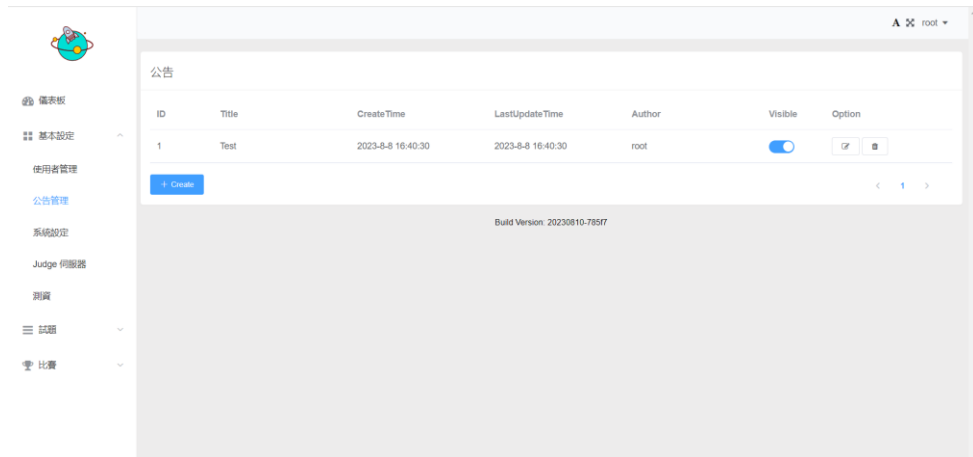 A root
公告
儀表板
ID Title CreateTime LastUpdateTime Author Visible Option
基本設定
1 Test 2023-8-8 16:40:30 2023-8-8 16:40:30 root
使用者管理
+ Create
< 1 >
公告管理
Build Version: 20230810-785f7
系統設定
Judge 伺服器
測資
試題
比賽